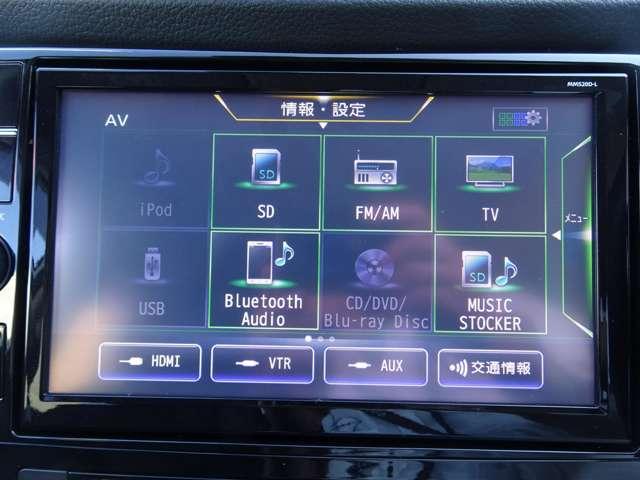 MM520D-L
情報・設定
AV
iPod
SD
FM/AM
TV
メニュー
USB
Bluetooth
Audio
CD/DVD/
Blu-ray Disc
SD
MUSIC
STOCKER
HDMI
VTR
AUX
交通情報